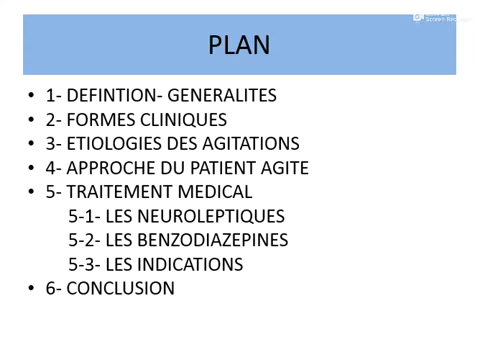 PLAN
• 1- DEFINTION- GENERALITES
• 2- FORMES CLINIQUES
• 3- ETIOLOGIES DES AGITATIONS
• 4- APPROCHE DU PATIENT AGITE
• 5- TRAITEMENT MEDICAL
5-1- LES NEUROLEPTIQUES
5-2- LES BENZODIAZEPINES
5-3- LES INDICATIONS
• 6- CONCLUSION